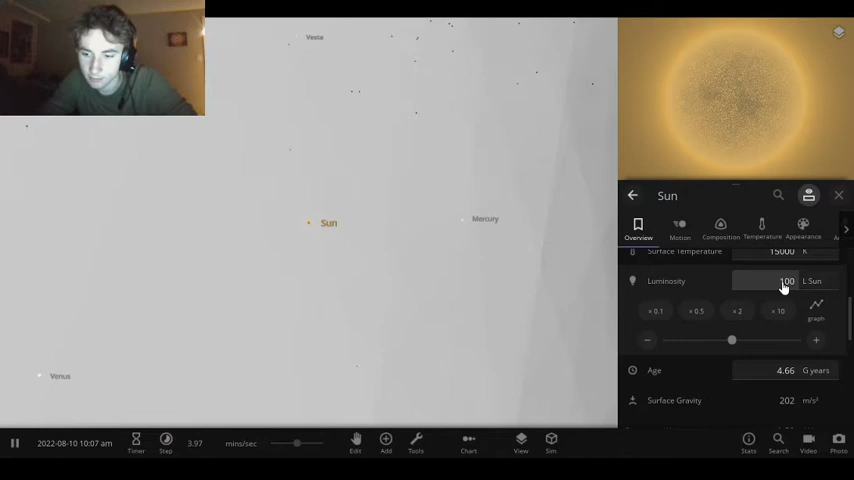 Vesta
Sun
Mercury
Venus
Sun
Overview
Motion
Composition
Temperature
Appearance
Surface Temperature 15000 K
Luminosity 100 L Sun
× 0.1
× 0.5
× 2
× 10
graph
Age 4.66 G years
Surface Gravity 202 m/s²
2022-08-10 10:07 am
Timer
Step
3.97 mins/sec
Edit
Add
Tools
Chart
View
Sim
Stats
Search
Video
Photo